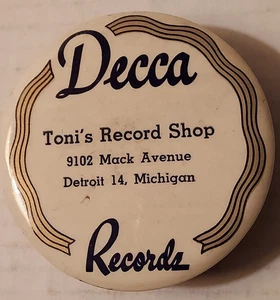 Decca
Toni's Record Shop
9102 Mack Avenue
Detroit 14, Michigan
Records